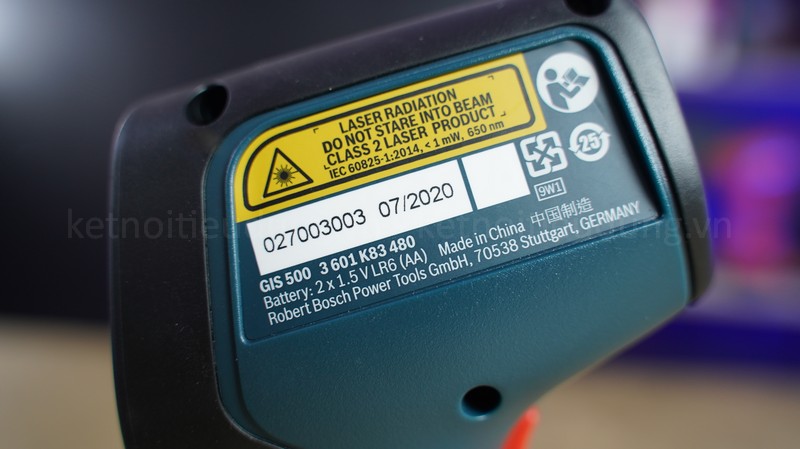 LASER RADIATION
DO NOT STARE INTO BEAM
CLASS 2 LASER PRODUCT
IEC 60825-1:2014, < 1 mW, 650 nm
25
9W1
027003003 07/2020
GIS 500 3 601 K83 480 Made in China 中国制造
Battery: 2 x 1.5 V LR6 (AA)
Robert Bosch Power Tools GmbH, 70538 Stuttgart, GERMANY